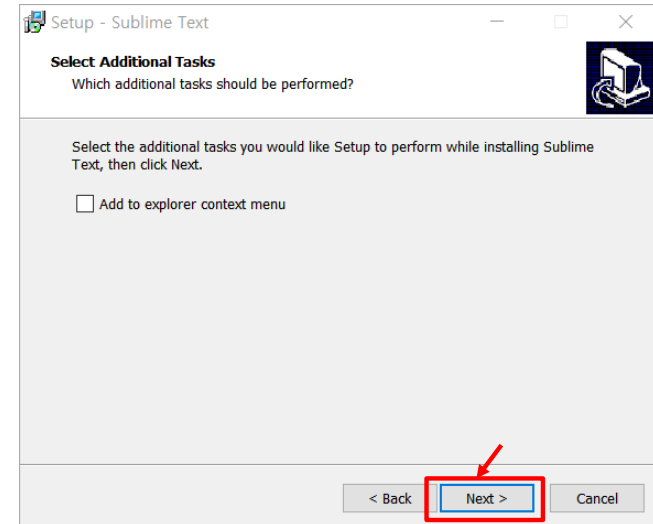 Setup - Sublime Text
Select Additional Tasks
Which additional tasks should be performed?
Select the additional tasks you would like Setup to perform while installing Sublime
Text, then click Next.
Add to explorer context menu
< Back
Next >
Cancel